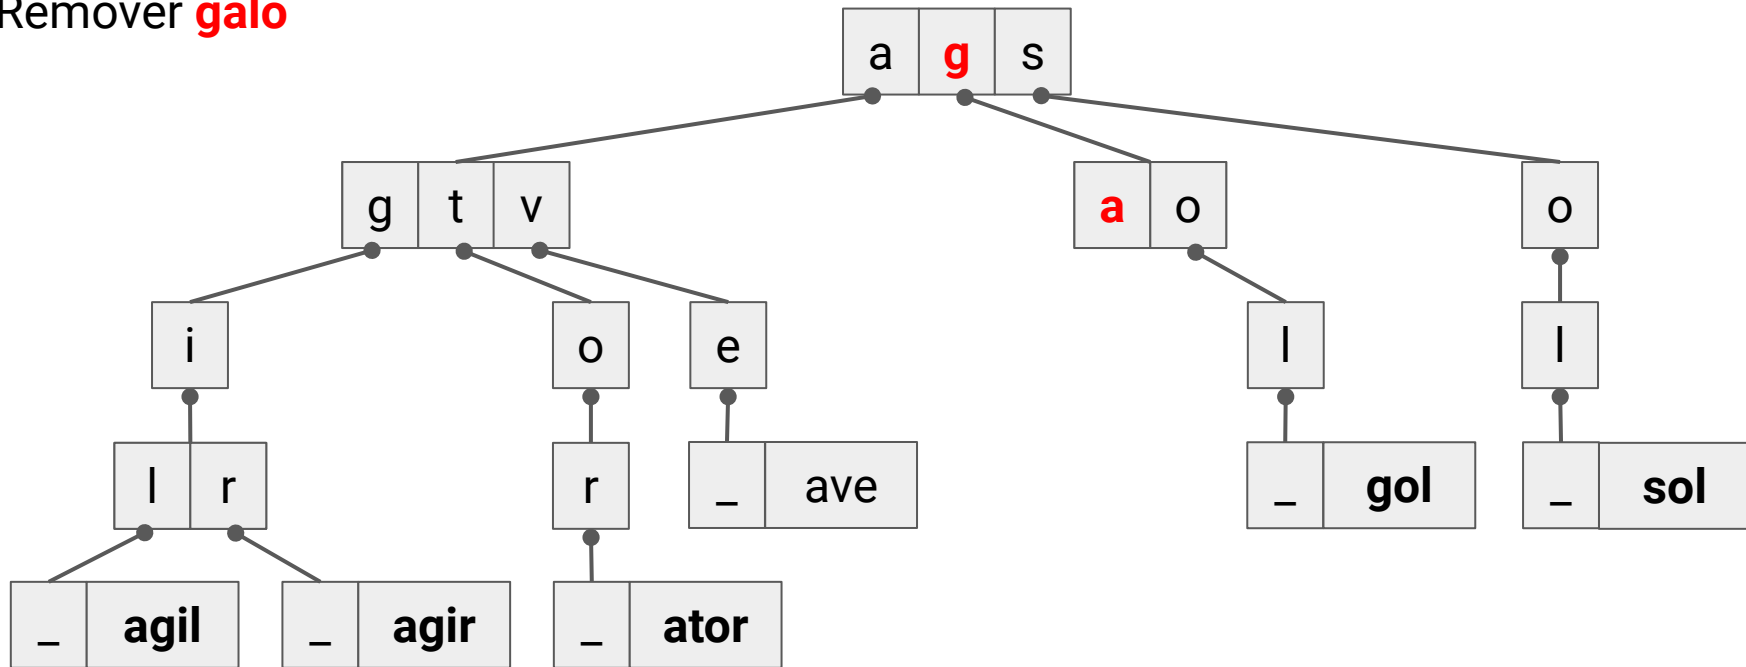 Remover galo
a g s
g t v
a o
o
i
o
e
l
l
l r
r
_ ave
_ gol
_ sol
_ agil
_ agir
_ ator